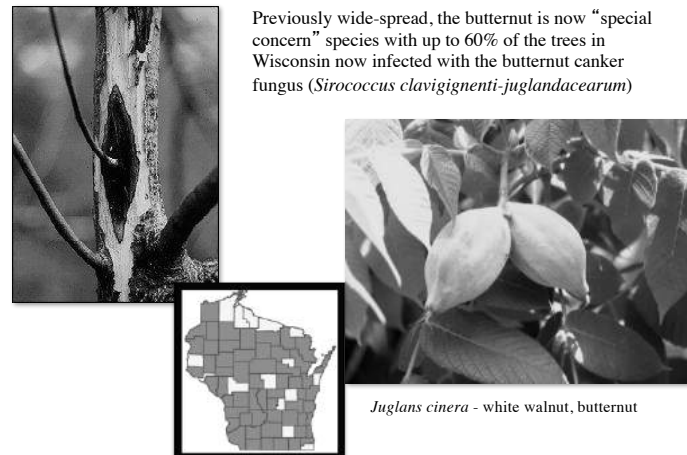 Previously wide-spread, the butternut is now “special
concern” species with up to 60% of the trees in
Wisconsin now infected with the butternut canker
fungus (Sirococcus clavigignenti-juglandacearum)
Juglans cinera - white walnut, butternut